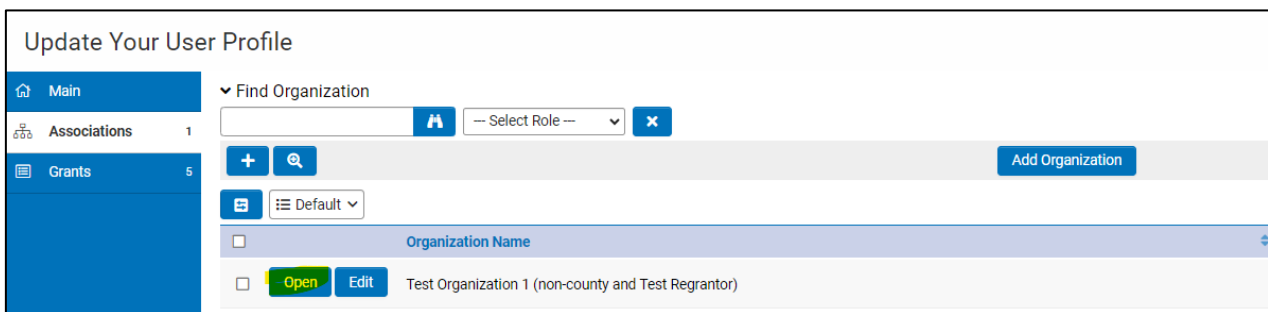 Update Your User Profile
Main
Find Organization
Associations 1
--- Select Role ---
Grants 5
Add Organization
Default
Organization Name
Open Edit Test Organization 1 (non-county and Test Regrantor)